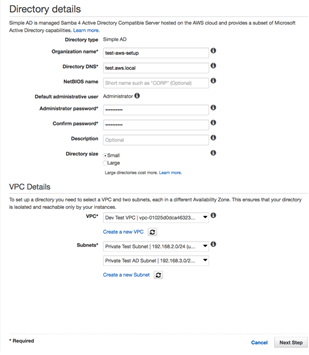 Directory details
Simple AD is managed Samba 4 Active Directory Compatible Server hosted on the AWS cloud and provides a subset of Microsoft
Active Directory capabilities. Learn more.
Directory type Simple AD
Organization name* test-aws-setup
Directory DNS* test.aws.local
NetBIOS name Short name such as "CORP" (Optional)
Default administrative user Administrator
Administrator password* ••••••••••
Confirm password* ••••••••••
Description Optional
Directory size Small
Large
Large directories cost more. Learn more.
VPC Details
To set up a directory you need to select a VPC and two subnets, each in a different Availability Zone. This ensures that your directory
is isolated and reachable only by your instances.
VPC* Dev Test VPC | vpc-01025d0dca46323...
Create a new VPC
Subnets* Private Test Subnet | 192.168.2.0/24 (u...
Private Test AD Subnet | 192.168.3.0/2...
Create a new Subnet
* Required
Cancel Next Step